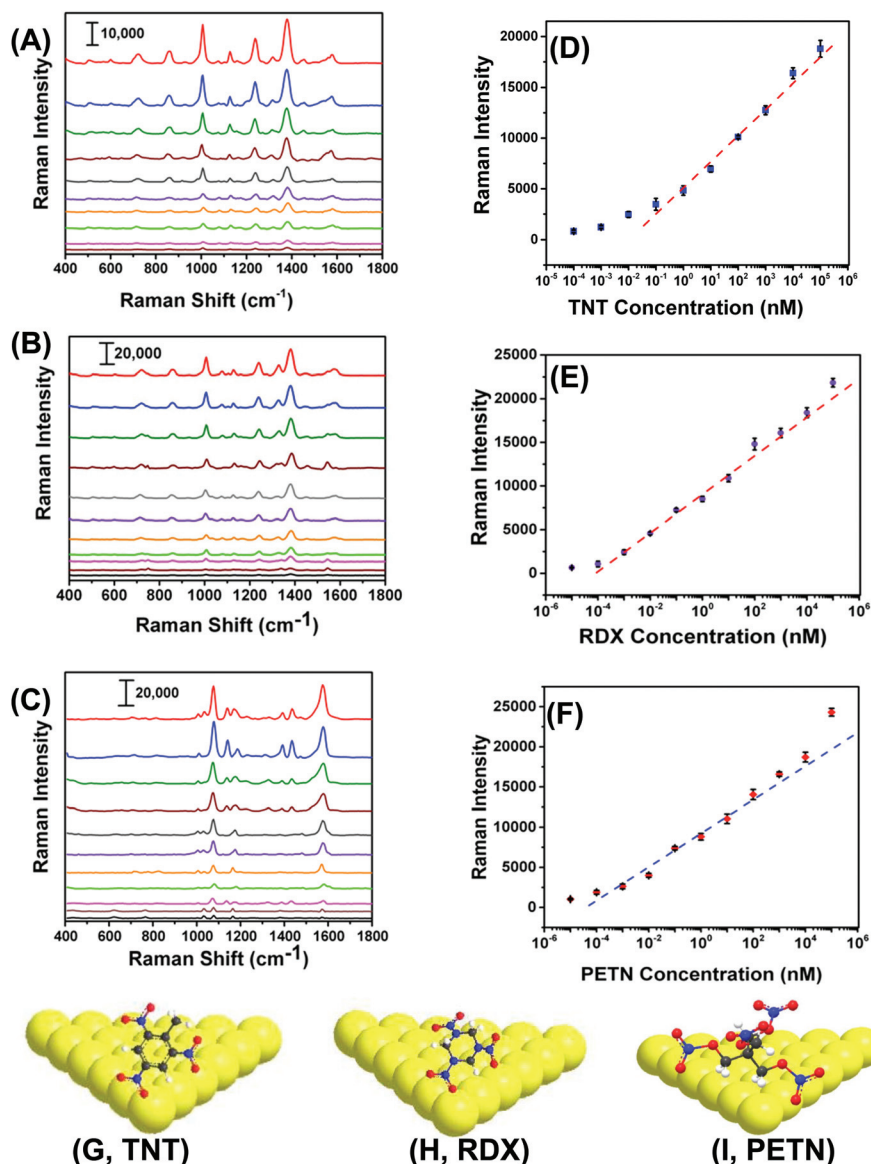 (A)
10,000
Raman Intensity
400 600 800 1000 1200 1400 1600 1800
Raman Shift (cm-1)
(D)
20000
15000
10000
5000
0
Raman Intensity
10-5 10-4 10-3 10-2 10-1 100 101 102 103 104 105 106
TNT Concentration (nM)
(B)
20,000
Raman Intensity
400 600 800 1000 1200 1400 1600 1800
Raman Shift (cm-1)
(E)
25000
20000
15000
10000
5000
0
Raman Intensity
10-6 10-4 10-2 100 102 104 106
RDX Concentration (nM)
(C)
20,000
Raman Intensity
400 600 800 1000 1200 1400 1600 1800
Raman Shift (cm-1)
(F)
25000
20000
15000
10000
5000
0
Raman Intensity
10-6 10-4 10-2 100 102 104 106
PETN Concentration (nM)
(G, TNT)
(H, RDX)
(I, PETN)